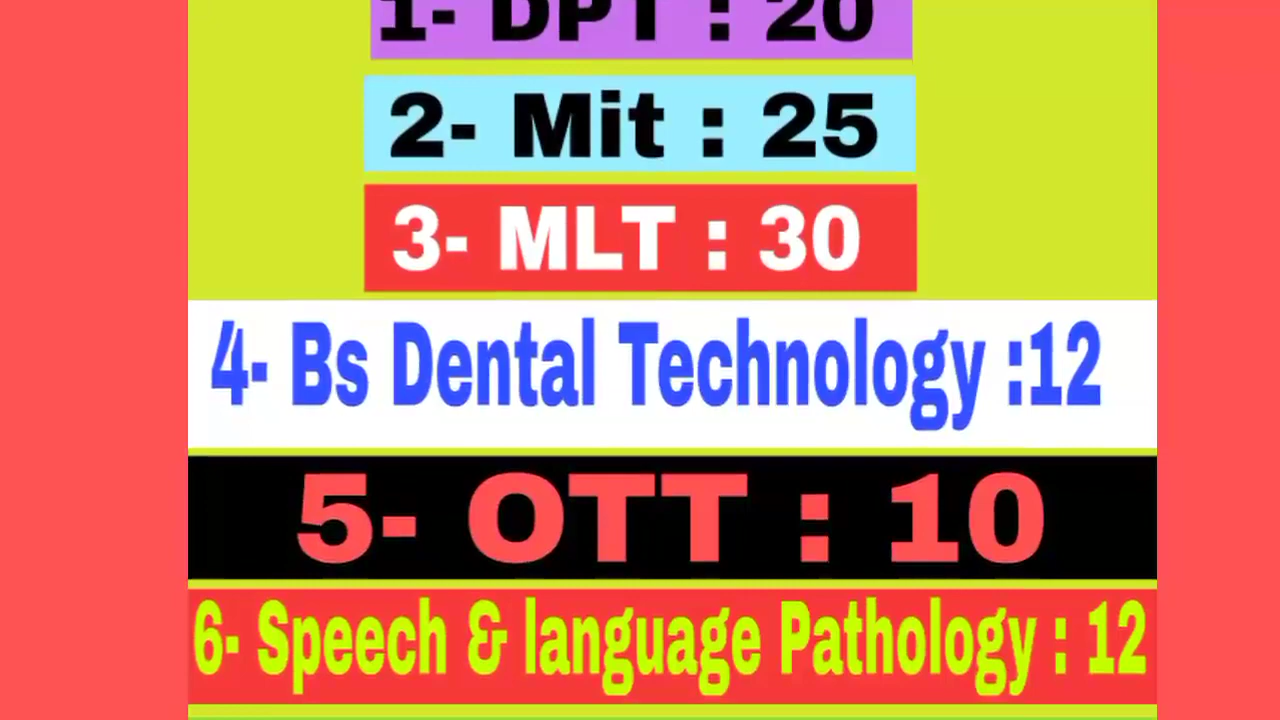 1- DPT : 20
2- Mit : 25
3- MLT : 30
4- Bs Dental Technology :12
5- OTT : 10
6- Speech & language Pathology : 12